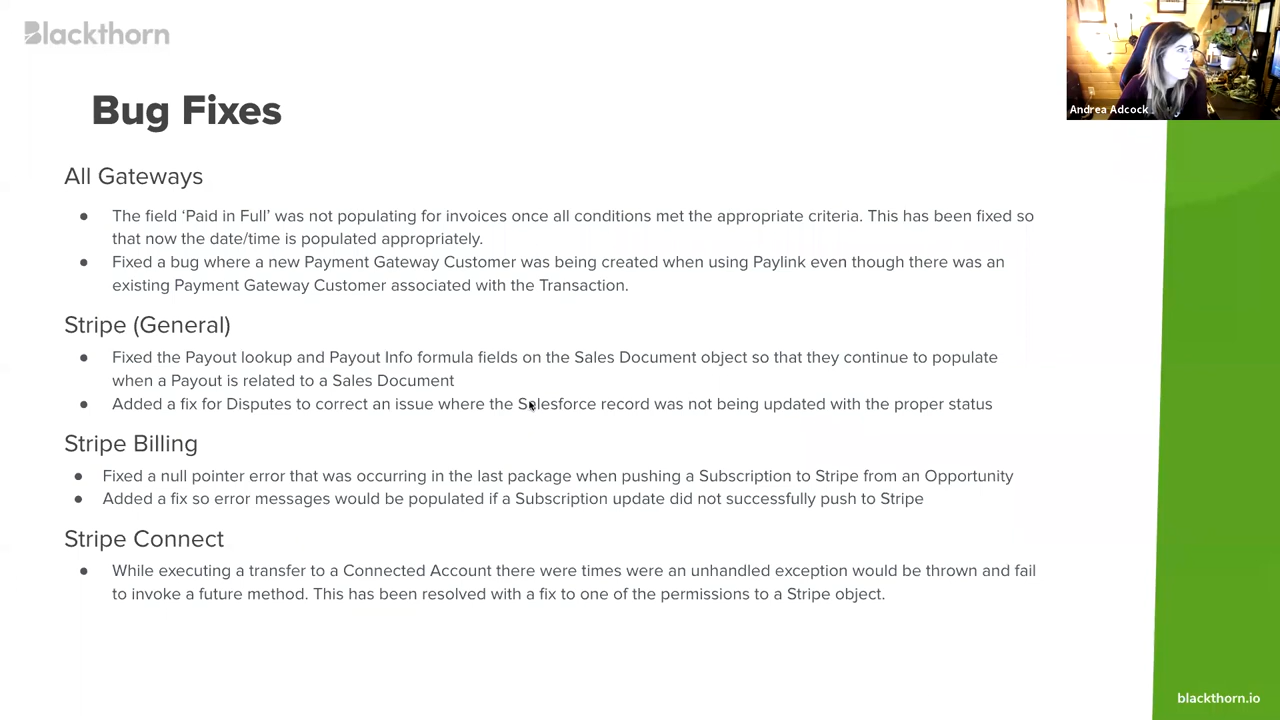 Blackthorn
Andrea Adcock
Bug Fixes
All Gateways
● The field ‘Paid in Full’ was not populating for invoices once all conditions met the appropriate criteria. This has been fixed so
that now the date/time is populated appropriately.
● Fixed a bug where a new Payment Gateway Customer was being created when using Paylink even though there was an
existing Payment Gateway Customer associated with the Transaction.
Stripe (General)
● Fixed the Payout lookup and Payout Info formula fields on the Sales Document object so that they continue to populate
when a Payout is related to a Sales Document
● Added a fix for Disputes to correct an issue where the Salesforce record was not being updated with the proper status
Stripe Billing
● Fixed a null pointer error that was occurring in the last package when pushing a Subscription to Stripe from an Opportunity
● Added a fix so error messages would be populated if a Subscription update did not successfully push to Stripe
Stripe Connect
● While executing a transfer to a Connected Account there were times were an unhandled exception would be thrown and fail
to invoke a future method. This has been resolved with a fix to one of the permissions to a Stripe object.
blackthorn.io